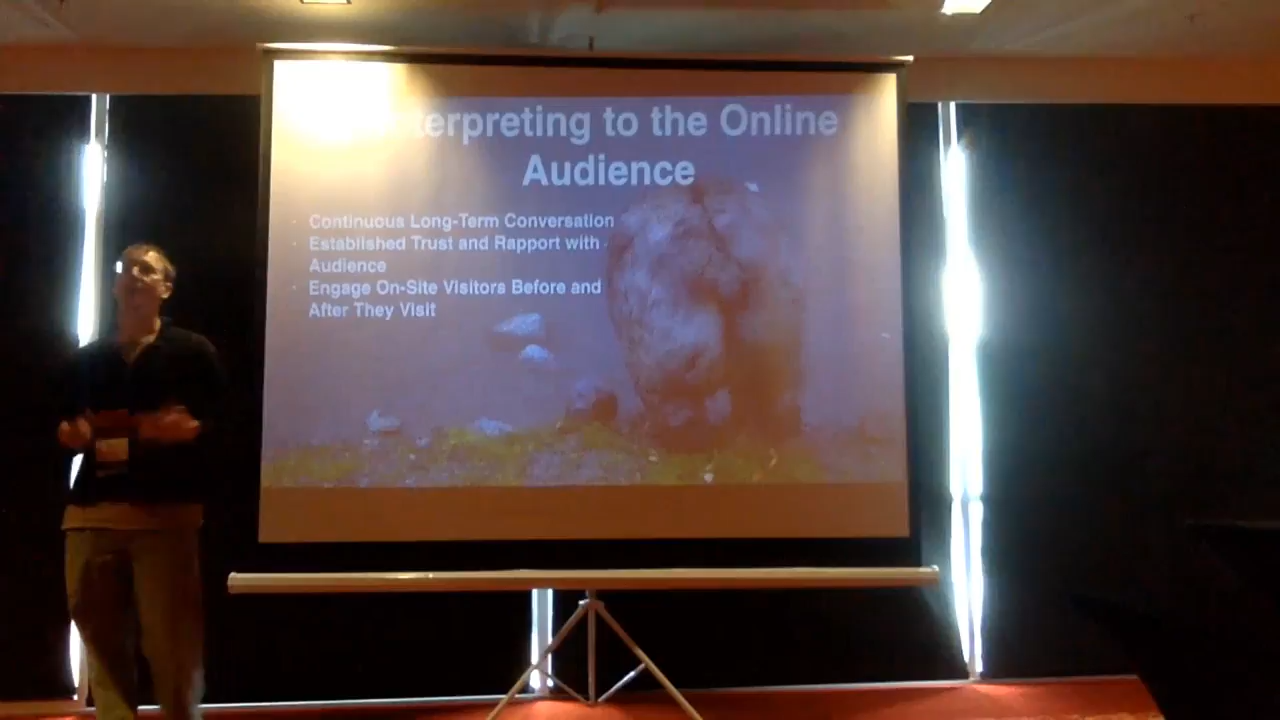 terpreting to the Online
Audience
· Continuous Long-Term Conversation
· Established Trust and Rapport with
Audience
· Engage On-Site Visitors Before and
After They Visit